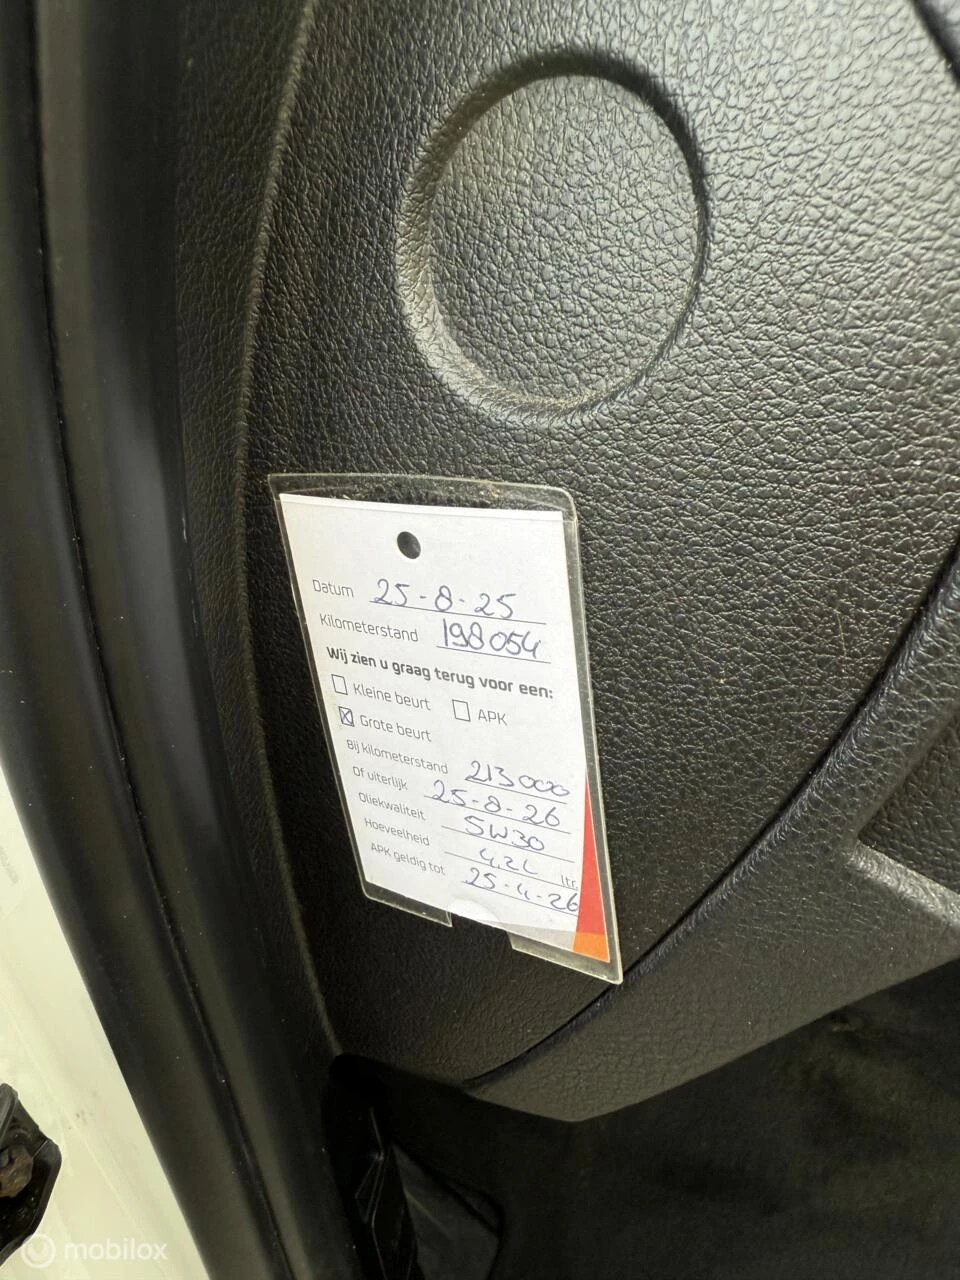 Datum 25-8-25
Kilometerstand 198054
Wij zien u graag terug voor een:
Kleine beurt APK
Grote beurt
Bij kilometerstand 213000
Of uiterlijk 25-8-26
Oliekwaliteit 5W30
Hoeveelheid 4,2L ltr.
APK geldig tot 25-4-26
mobilox